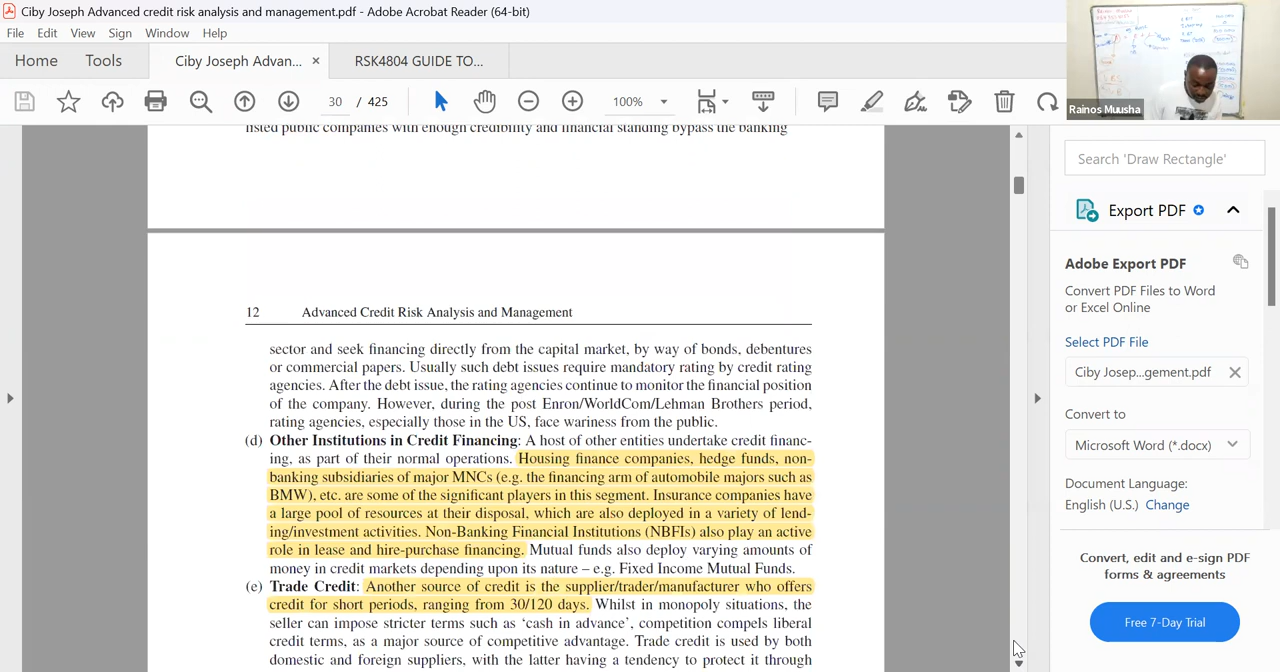 Ciby Joseph Advanced credit risk analysis and management.pdf - Adobe Acrobat Reader (64-bit)
File Edit View Sign Window Help
Home Tools Ciby Joseph Advan... × RSK4804 GUIDE TO...
30 / 425 100%
Rainos Muusha
listed public companies with enough credibility and financial standing bypass the banking
12 Advanced Credit Risk Analysis and Management
sector and seek financing directly from the capital market, by way of bonds, debentures
or commercial papers. Usually such debt issues require mandatory rating by credit rating
agencies. After the debt issue, the rating agencies continue to monitor the financial position
of the company. However, during the post Enron/WorldCom/Lehman Brothers period,
rating agencies, especially those in the US, face wariness from the public.
(d) Other Institutions in Credit Financing: A host of other entities undertake credit financ-
ing, as part of their normal operations. Housing finance companies, hedge funds, non-
banking subsidiaries of major MNCs (e.g. the financing arm of automobile majors such as
BMW), etc. are some of the significant players in this segment. Insurance companies have
a large pool of resources at their disposal, which are also deployed in a variety of lend-
ing/investment activities. Non-Banking Financial Institutions (NBFIs) also play an active
role in lease and hire-purchase financing. Mutual funds also deploy varying amounts of
money in credit markets depending upon its nature – e.g. Fixed Income Mutual Funds.
(e) Trade Credit: Another source of credit is the supplier/trader/manufacturer who offers
credit for short periods, ranging from 30/120 days. Whilst in monopoly situations, the
seller can impose stricter terms such as ‘cash in advance’, competition compels liberal
credit terms, as a major source of competitive advantage. Trade credit is used by both
domestic and foreign suppliers, with the latter having a tendency to protect it through
Search 'Draw Rectangle'
Export PDF
Adobe Export PDF
Convert PDF Files to Word
or Excel Online
Select PDF File
Ciby Josep...gement.pdf
Convert to
Microsoft Word (*.docx)
Document Language:
English (U.S.) Change
Convert, edit and e-sign PDF
forms & agreements
Free 7-Day Trial